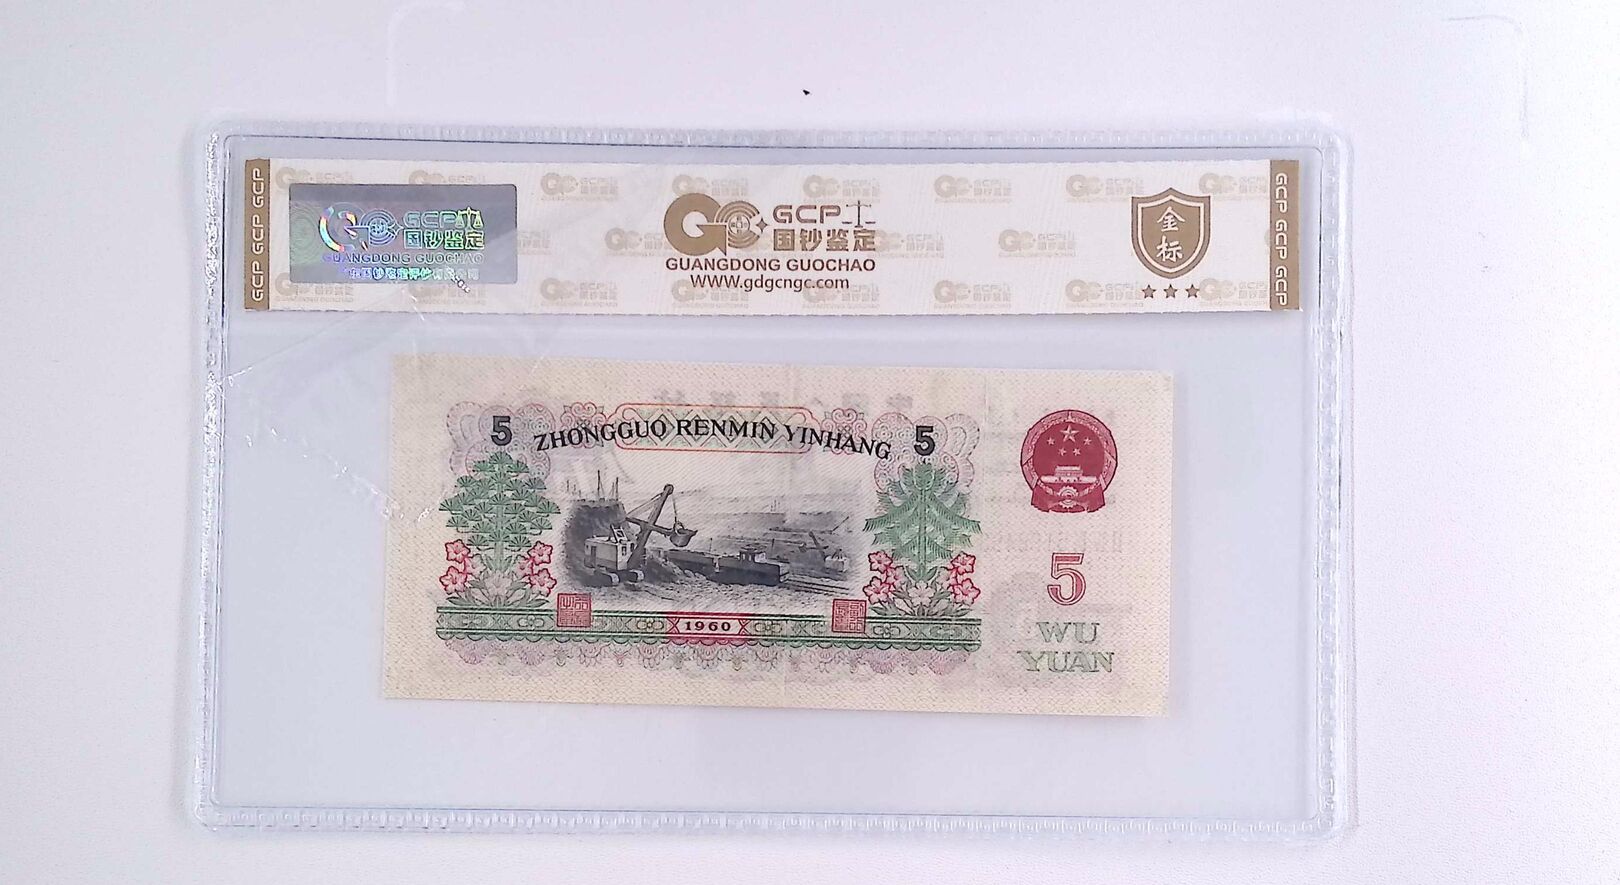 GCP GCP GCP
GCP
国钞鉴定
GUANGDONG GUOCHAO
GCP
国钞鉴定
GUANGDONG GUOCHAO
www.gdgcngc.com
金标
GCP GCP GCP
5
ZHONGGUO RENMIN YINHANG
5
1960
5
WU
YUAN